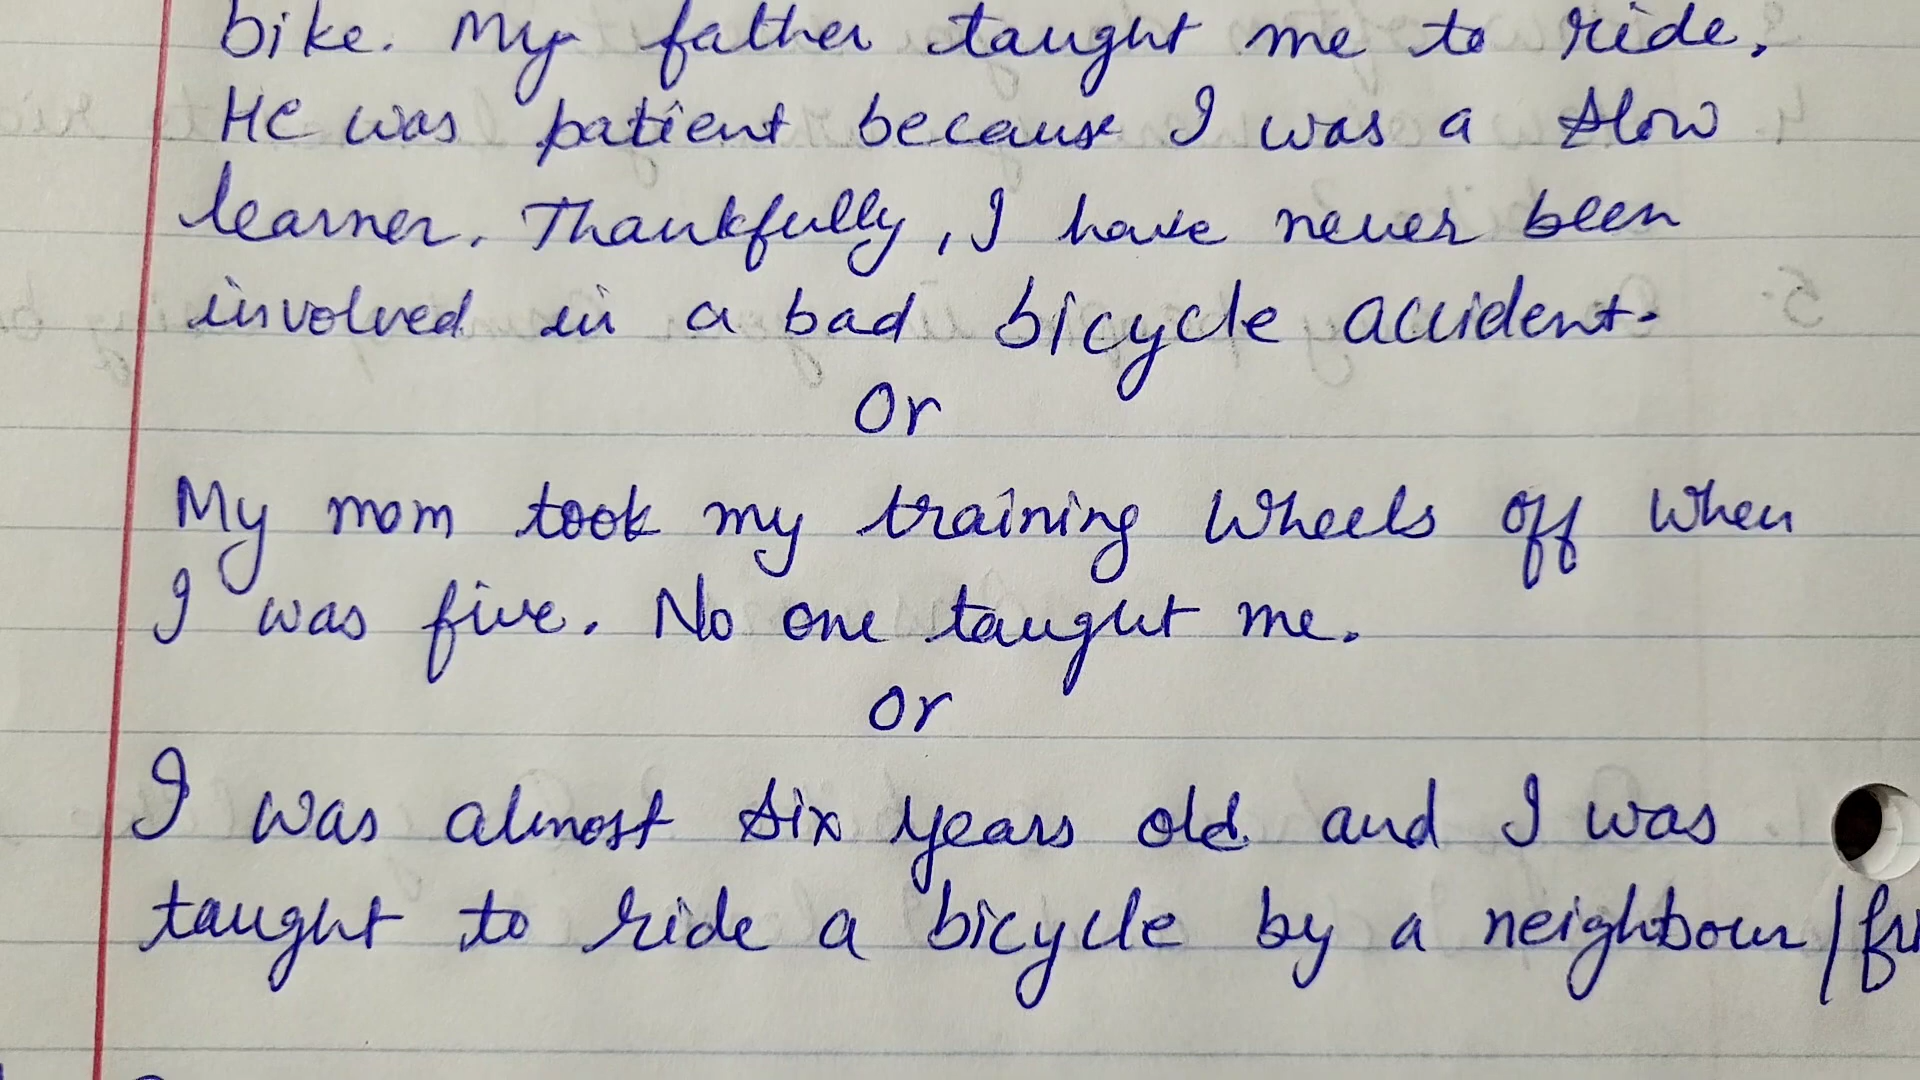 bike. My father taught me to ride.
He was patient because I was a slow
learner. Thankfully, I have never been
involved in a bad bicycle accident.
Or
My mom took my training wheels off when
I was five. No one taught me.
Or
I was almost six years old and I was
taught to ride a bicycle by a neighbour/